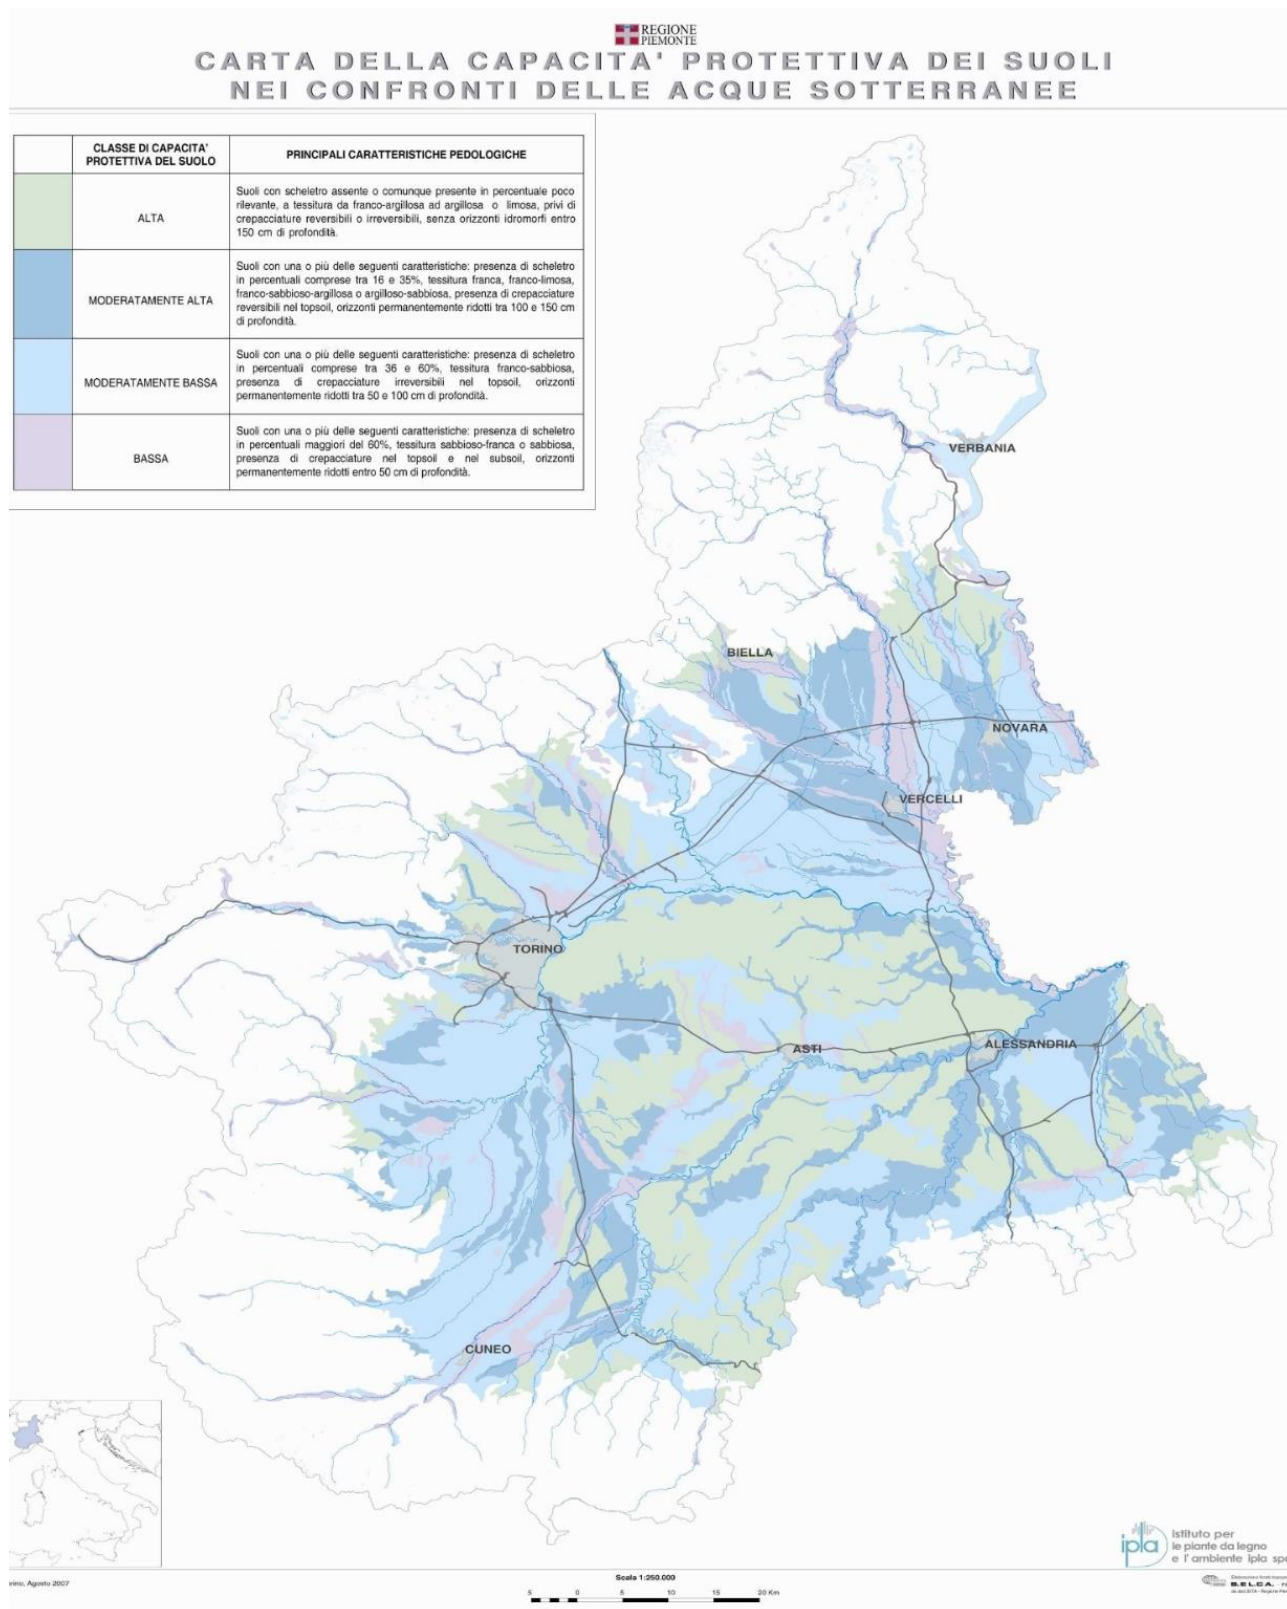 REGIONE
PIEMONTE
CARTA DELLA CAPACITA' PROTETTIVA DEI SUOLI
NEI CONFRONTI DELLE ACQUE SOTTERRANEE
CLASSE DI CAPACITA'
PROTETTIVA DEL SUOLO
PRINCIPALI CARATTERISTICHE PEDOLOGICHE
ALTA
Suoli con scheletro assente o comunque presente in percentuale poco
rilevante, a tessitura da franco-argillosa ad argillosa o limosa, privi di
crepacciature reversibili o irreversibili, senza orizzonti idromorfi entro
150 cm di profondità.
MODERATAMENTE ALTA
Suoli con una o più delle seguenti caratteristiche: presenza di scheletro
in percentuali comprese tra 16 e 35%, tessitura franca, franco-limosa,
franco-sabbioso-argillosa o argilloso-sabbiosa, presenza di crepacciature
reversibili nel topsoil, orizzonti permanentemente ridotti tra 100 e 150 cm
di profondità.
MODERATAMENTE BASSA
Suoli con una o più delle seguenti caratteristiche: presenza di scheletro
in percentuali comprese tra 36 e 60%, tessitura franco-sabbiosa,
presenza di crepacciature irreversibili nel topsoil, orizzonti
permanentemente ridotti tra 50 e 100 cm di profondità.
BASSA
Suoli con una o più delle seguenti caratteristiche: presenza di scheletro
in percentuali maggiori del 60%, tessitura sabbioso-franca o sabbiosa,
presenza di crepacciature nel topsoil e nel subsoil, orizzonti
permanentemente ridotti entro 50 cm di profondità.
VERBANIA
BIELLA
NOVARA
VERCELLI
TORINO
ASTI
ALESSANDRIA
CUNEO
ipla
istituto per
le piante da legno
e l'ambiente ipla
Agosto 2007
Scala 1:250.000
5 0 5 10 15 20 Km
B.E.L.C.A.